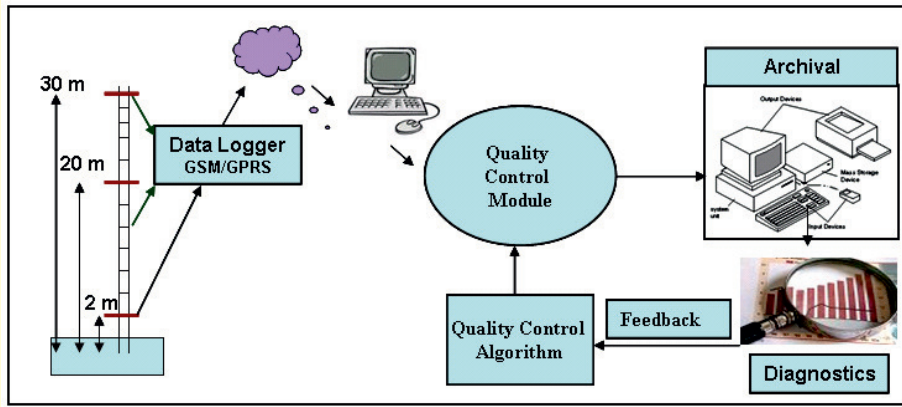 30 m
20 m
2 m
Data Logger
GSM/GPRS
Quality
Control
Module
Archival
Output Devices
Mass Storage
Device
system
unit
Input Devices
Quality Control
Algorithm
Feedback
Diagnostics